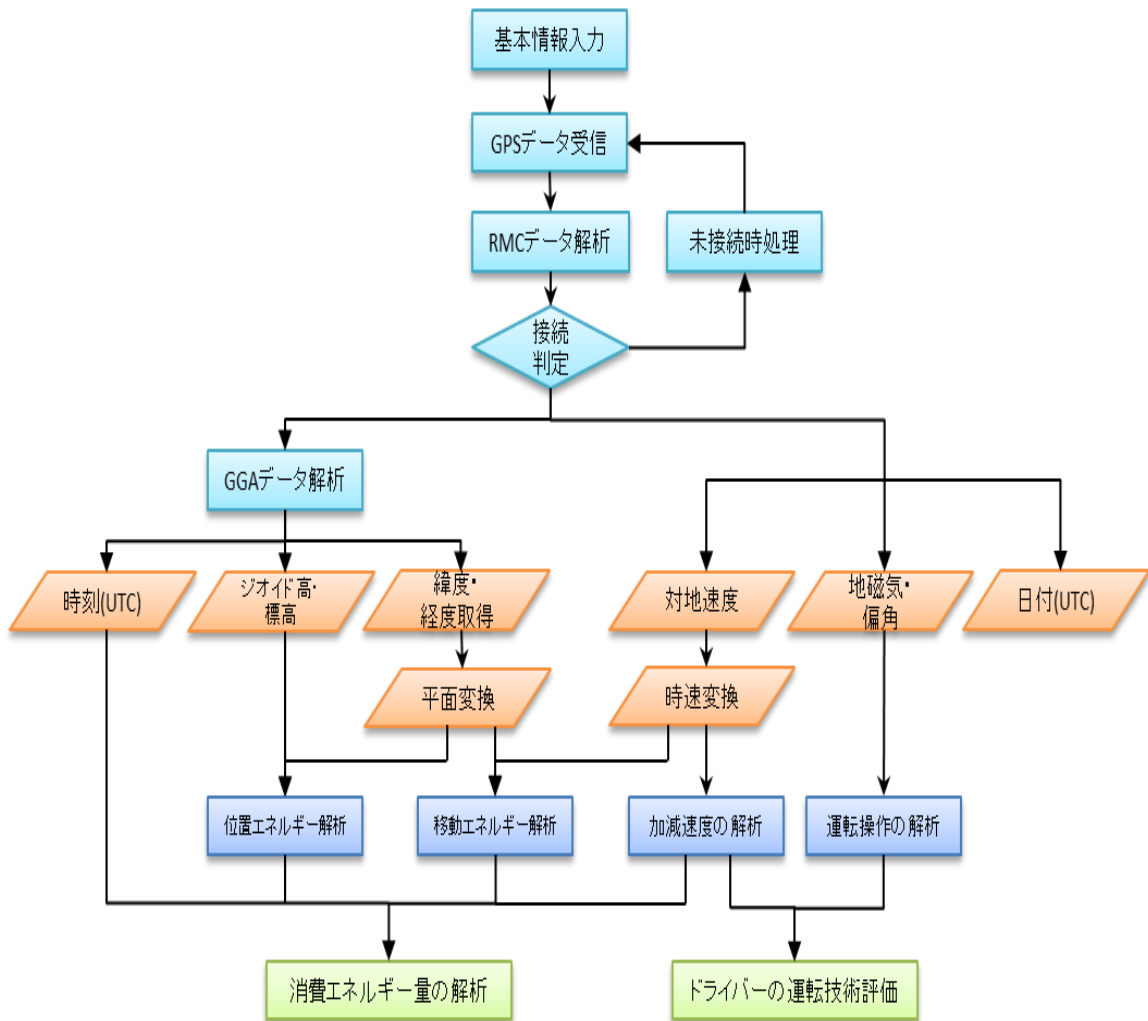 基本情報入力
GPSデータ受信
RMCデータ解析
未接続時処理
接続
判定
GGAデータ解析
時刻(UTC)
ジオイド高・
標高
緯度・
経度取得
対地速度
地磁気・
偏角
日付(UTC)
平面変換
時速変換
位置エネルギー解析
移動エネルギー解析
加減速度の解析
運転操作の解析
消費エネルギー量の解析
ドライバーの運転技術評価